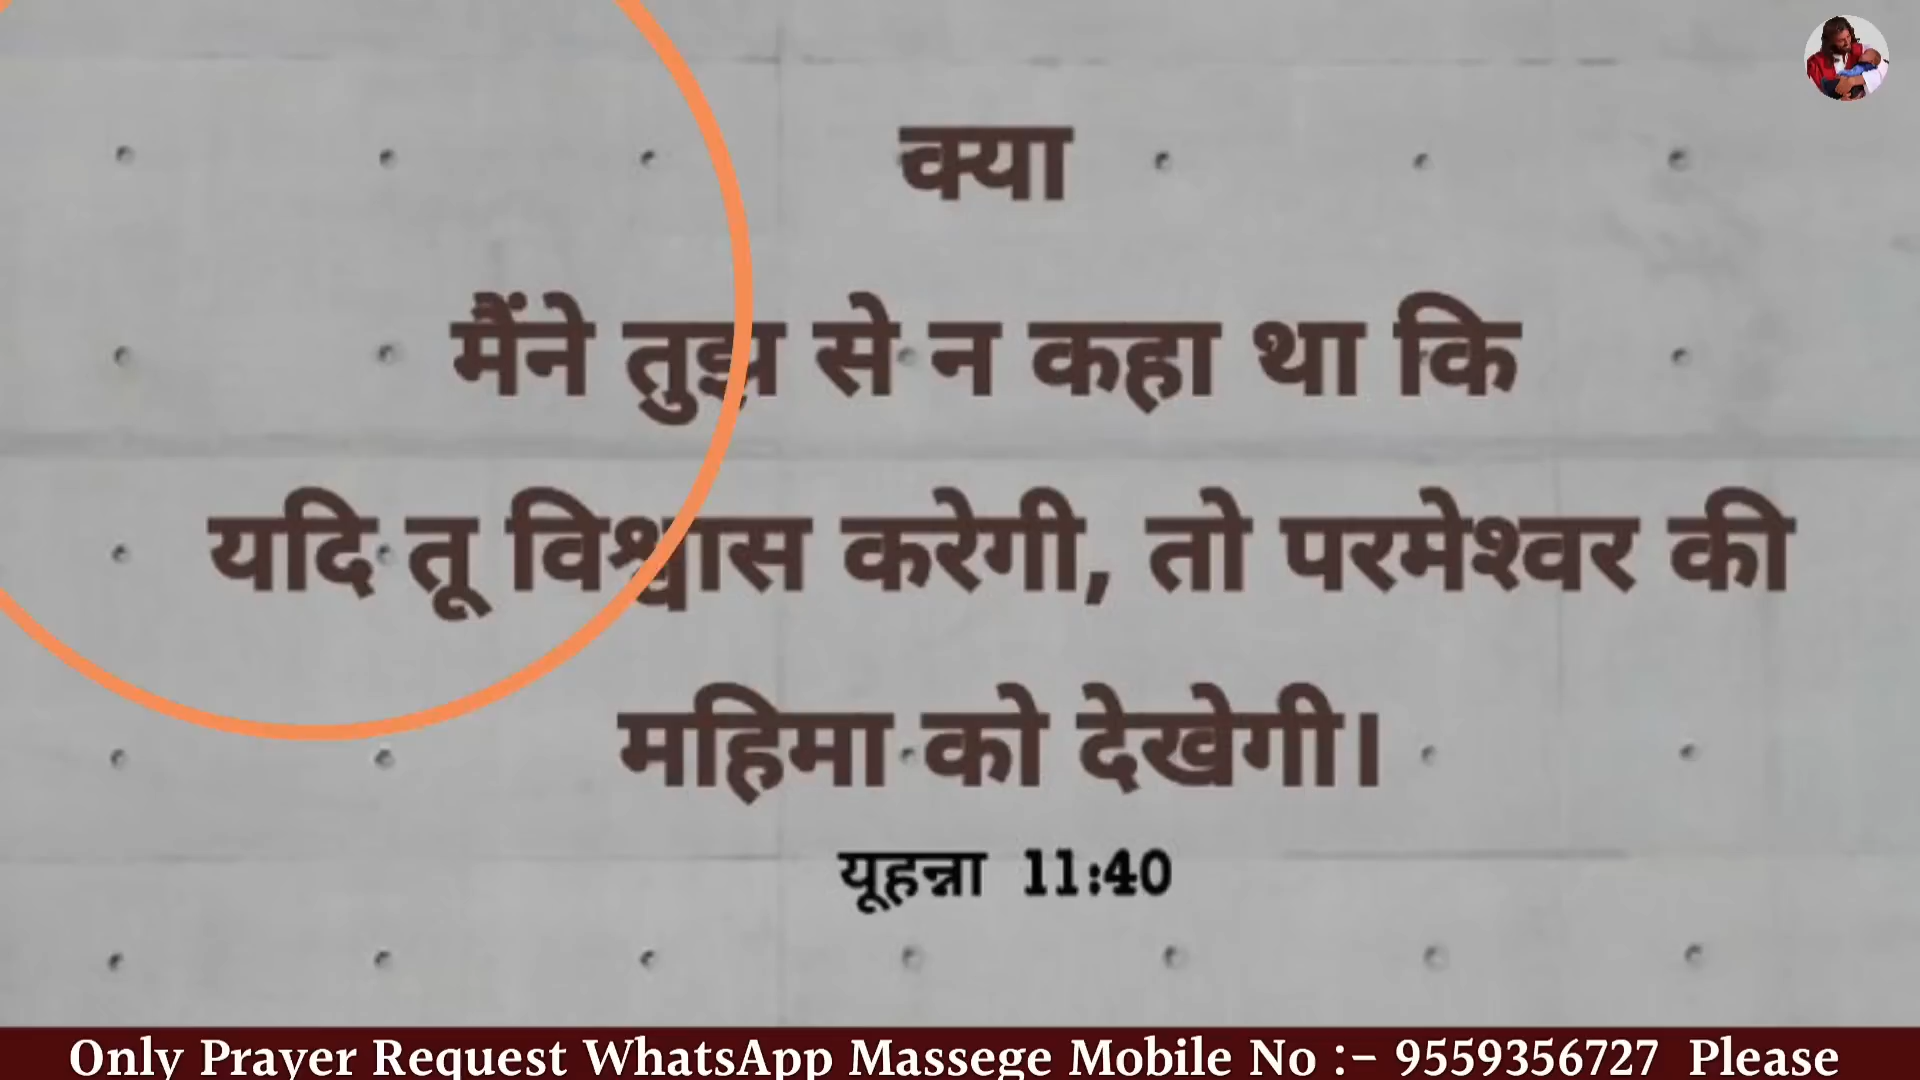 क्या
मैंने तुझ से न कहा था कि
यदि तू विश्वास करेगी, तो परमेश्वर की
महिमा को देखेगी।
यूहन्ना 11:40
Only Prayer Request WhatsApp Massege Mobile No :- 9559356727 Please